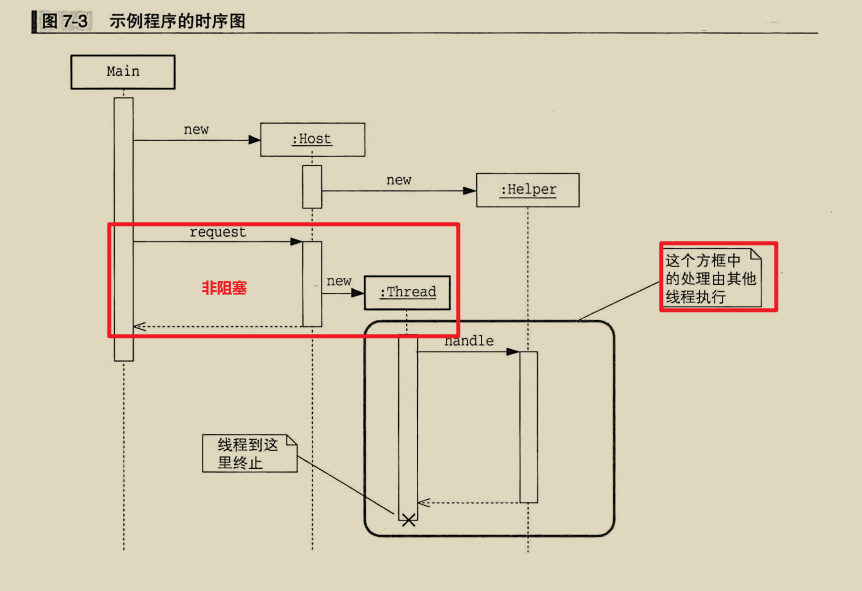 图 7-3 示例程序的时序图
Main
new
:Host
new
:Helper
request
这个方框中
的处理由其他
线程执行
非阻塞
new
:Thread
handle
线程到这
里终止